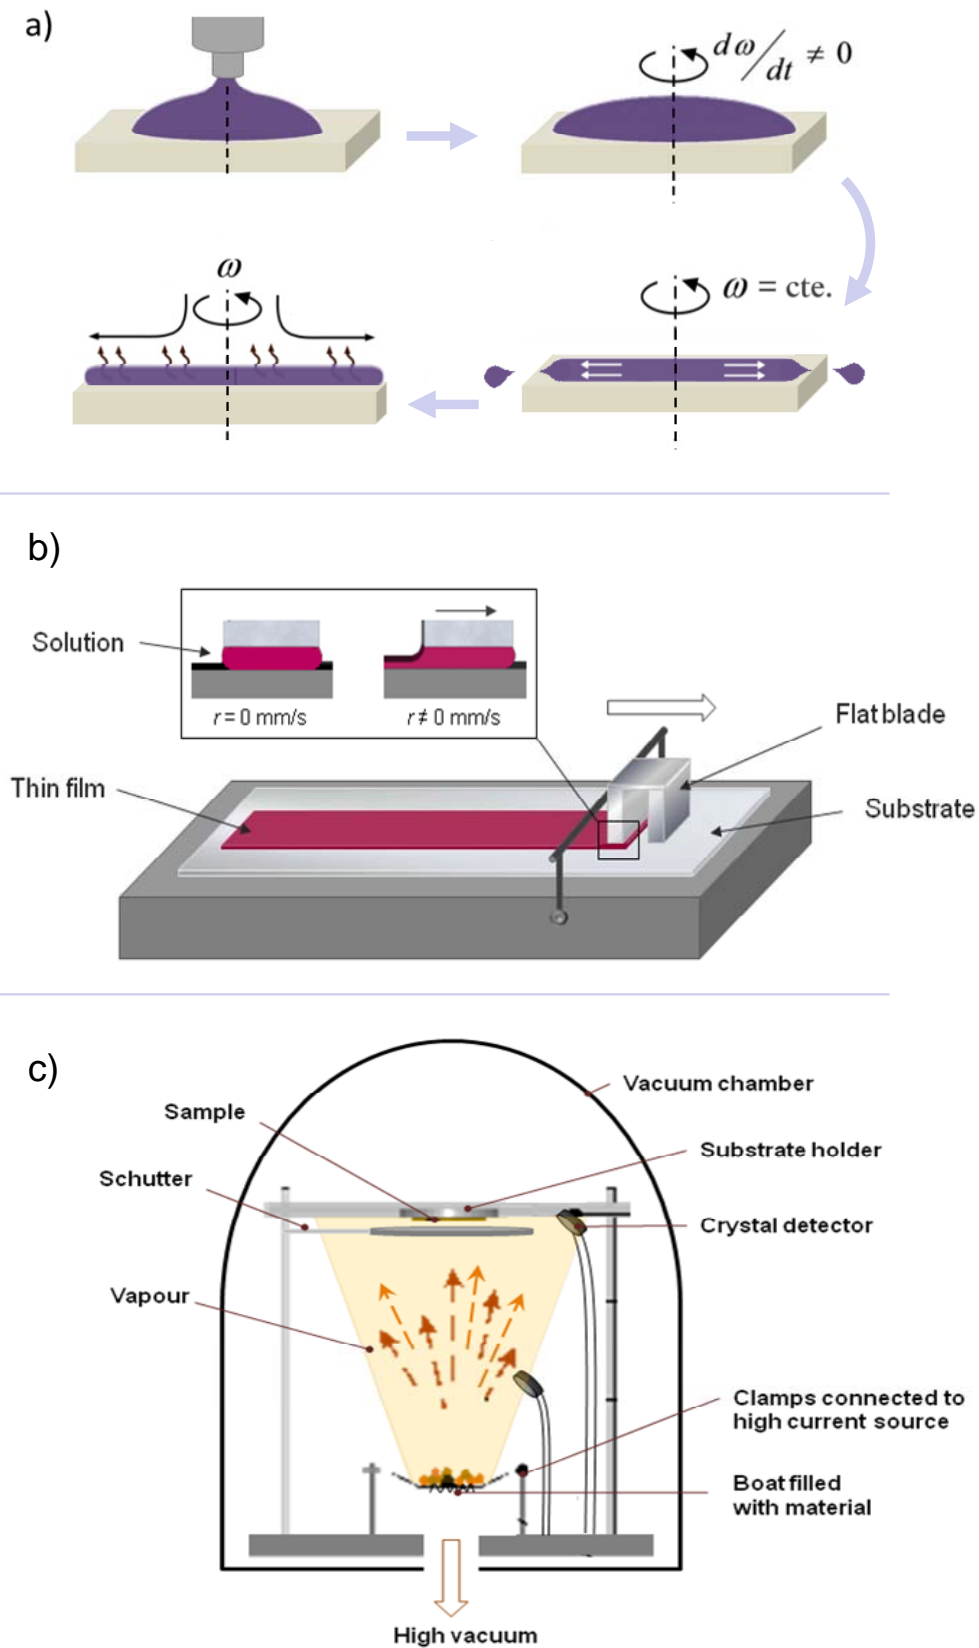 a)
dω/dt ≠ 0
ω
ω = cte.
b)
Solution
r = 0 mm/s
r ≠ 0 mm/s
Flat blade
Thin film
Substrate
c)
Vacuum chamber
Sample
Substrate holder
Schutter
Crystal detector
Vapour
Clamps connected to
high current source
Boat filled
with material
High vacuum